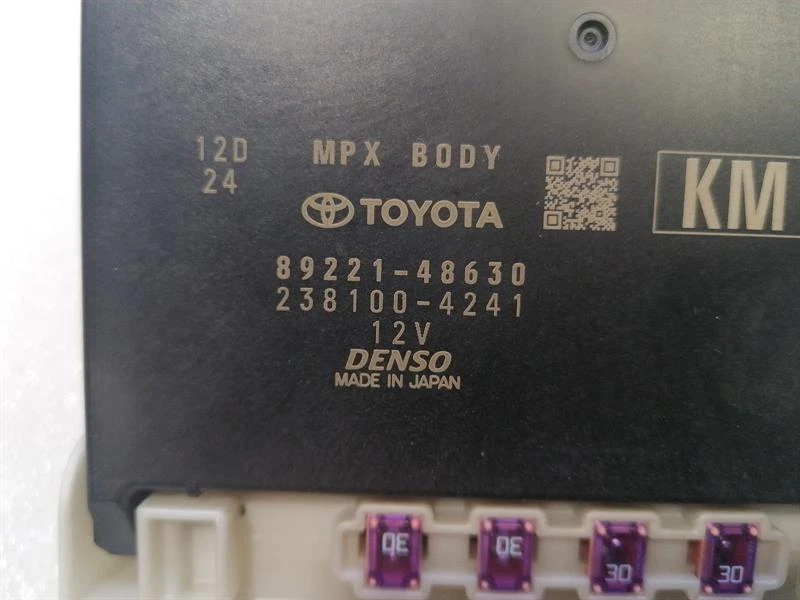 12D
24
MPX BODY
TOYOTA
KM
89221-48630
238100-4241
12V
DENSO
MADE IN JAPAN
30
30
30
30